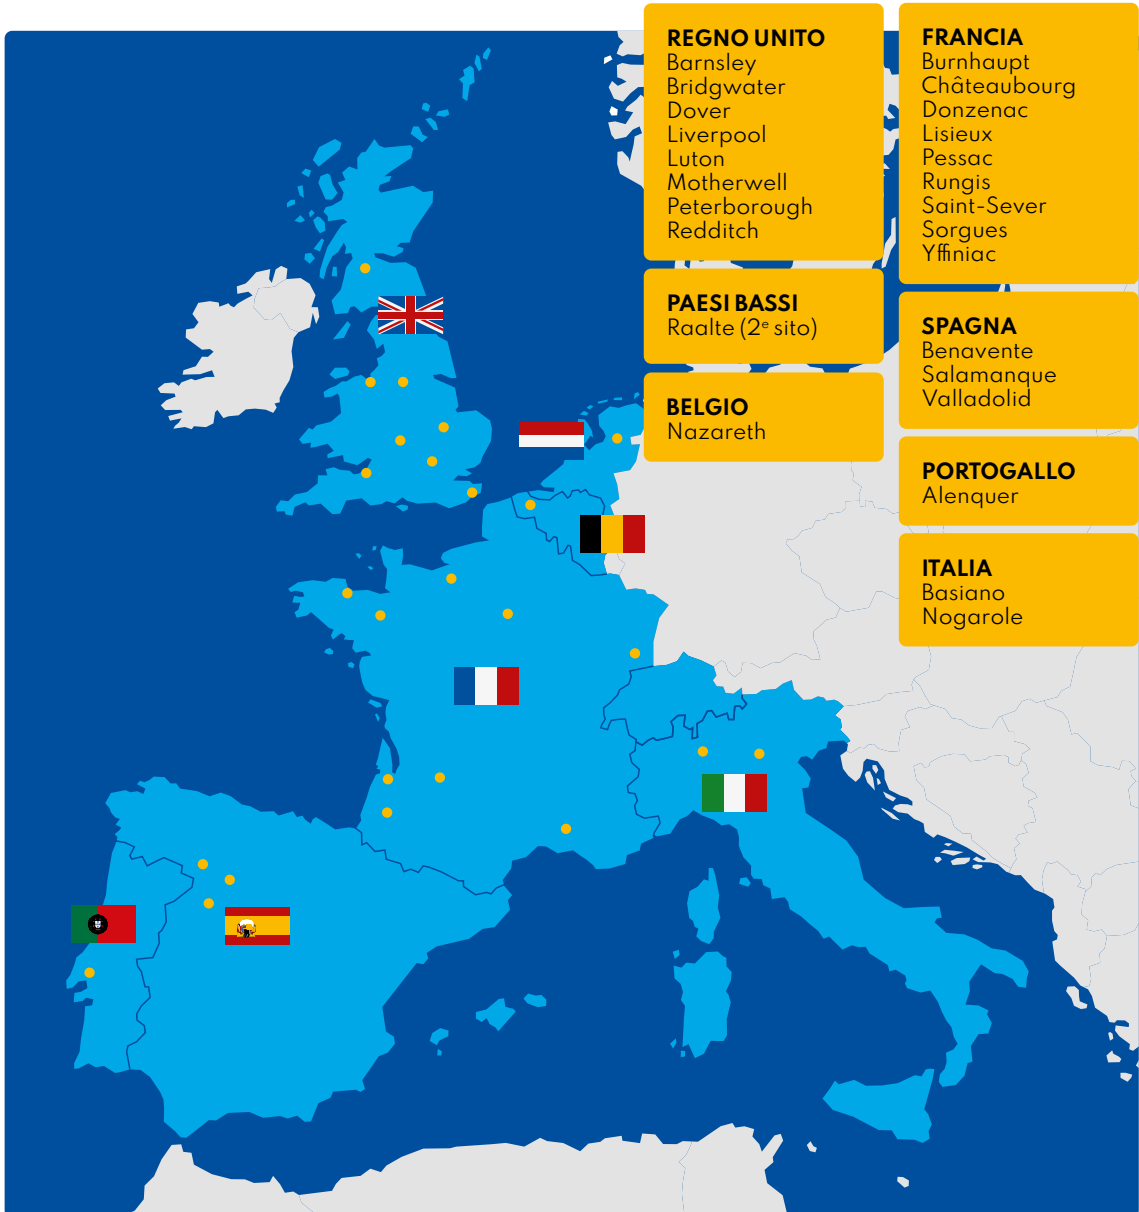 REGNO UNITO
Barnsley
Bridgwater
Dover
Liverpool
Luton
Motherwell
Peterborough
Redditch
PAESI BASSI
Raalte (2ᵉ sito)
BELGIO
Nazareth
FRANCIA
Burnhaupt
Châteaubourg
Donzenac
Lisieux
Pessac
Rungis
Saint-Sever
Sorgues
Yffiniac
SPAGNA
Benavente
Salamanque
Valladolid
PORTOGALLO
Alenquer
ITALIA
Basiano
Nogarole